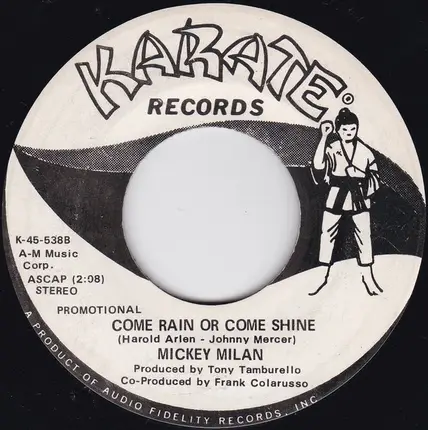 KARATE
RECORDS
K-45-538B
A-M Music
Corp.
ASCAP (2:08)
STEREO
PROMOTIONAL
COME RAIN OR COME SHINE
(Harold Arlen - Johnny Mercer)
MICKEY MILAN
Produced by Tony Tamburello
Co-Produced by Frank Colarusso
A PRODUCT OF AUDIO FIDELITY RECORDS, INC.